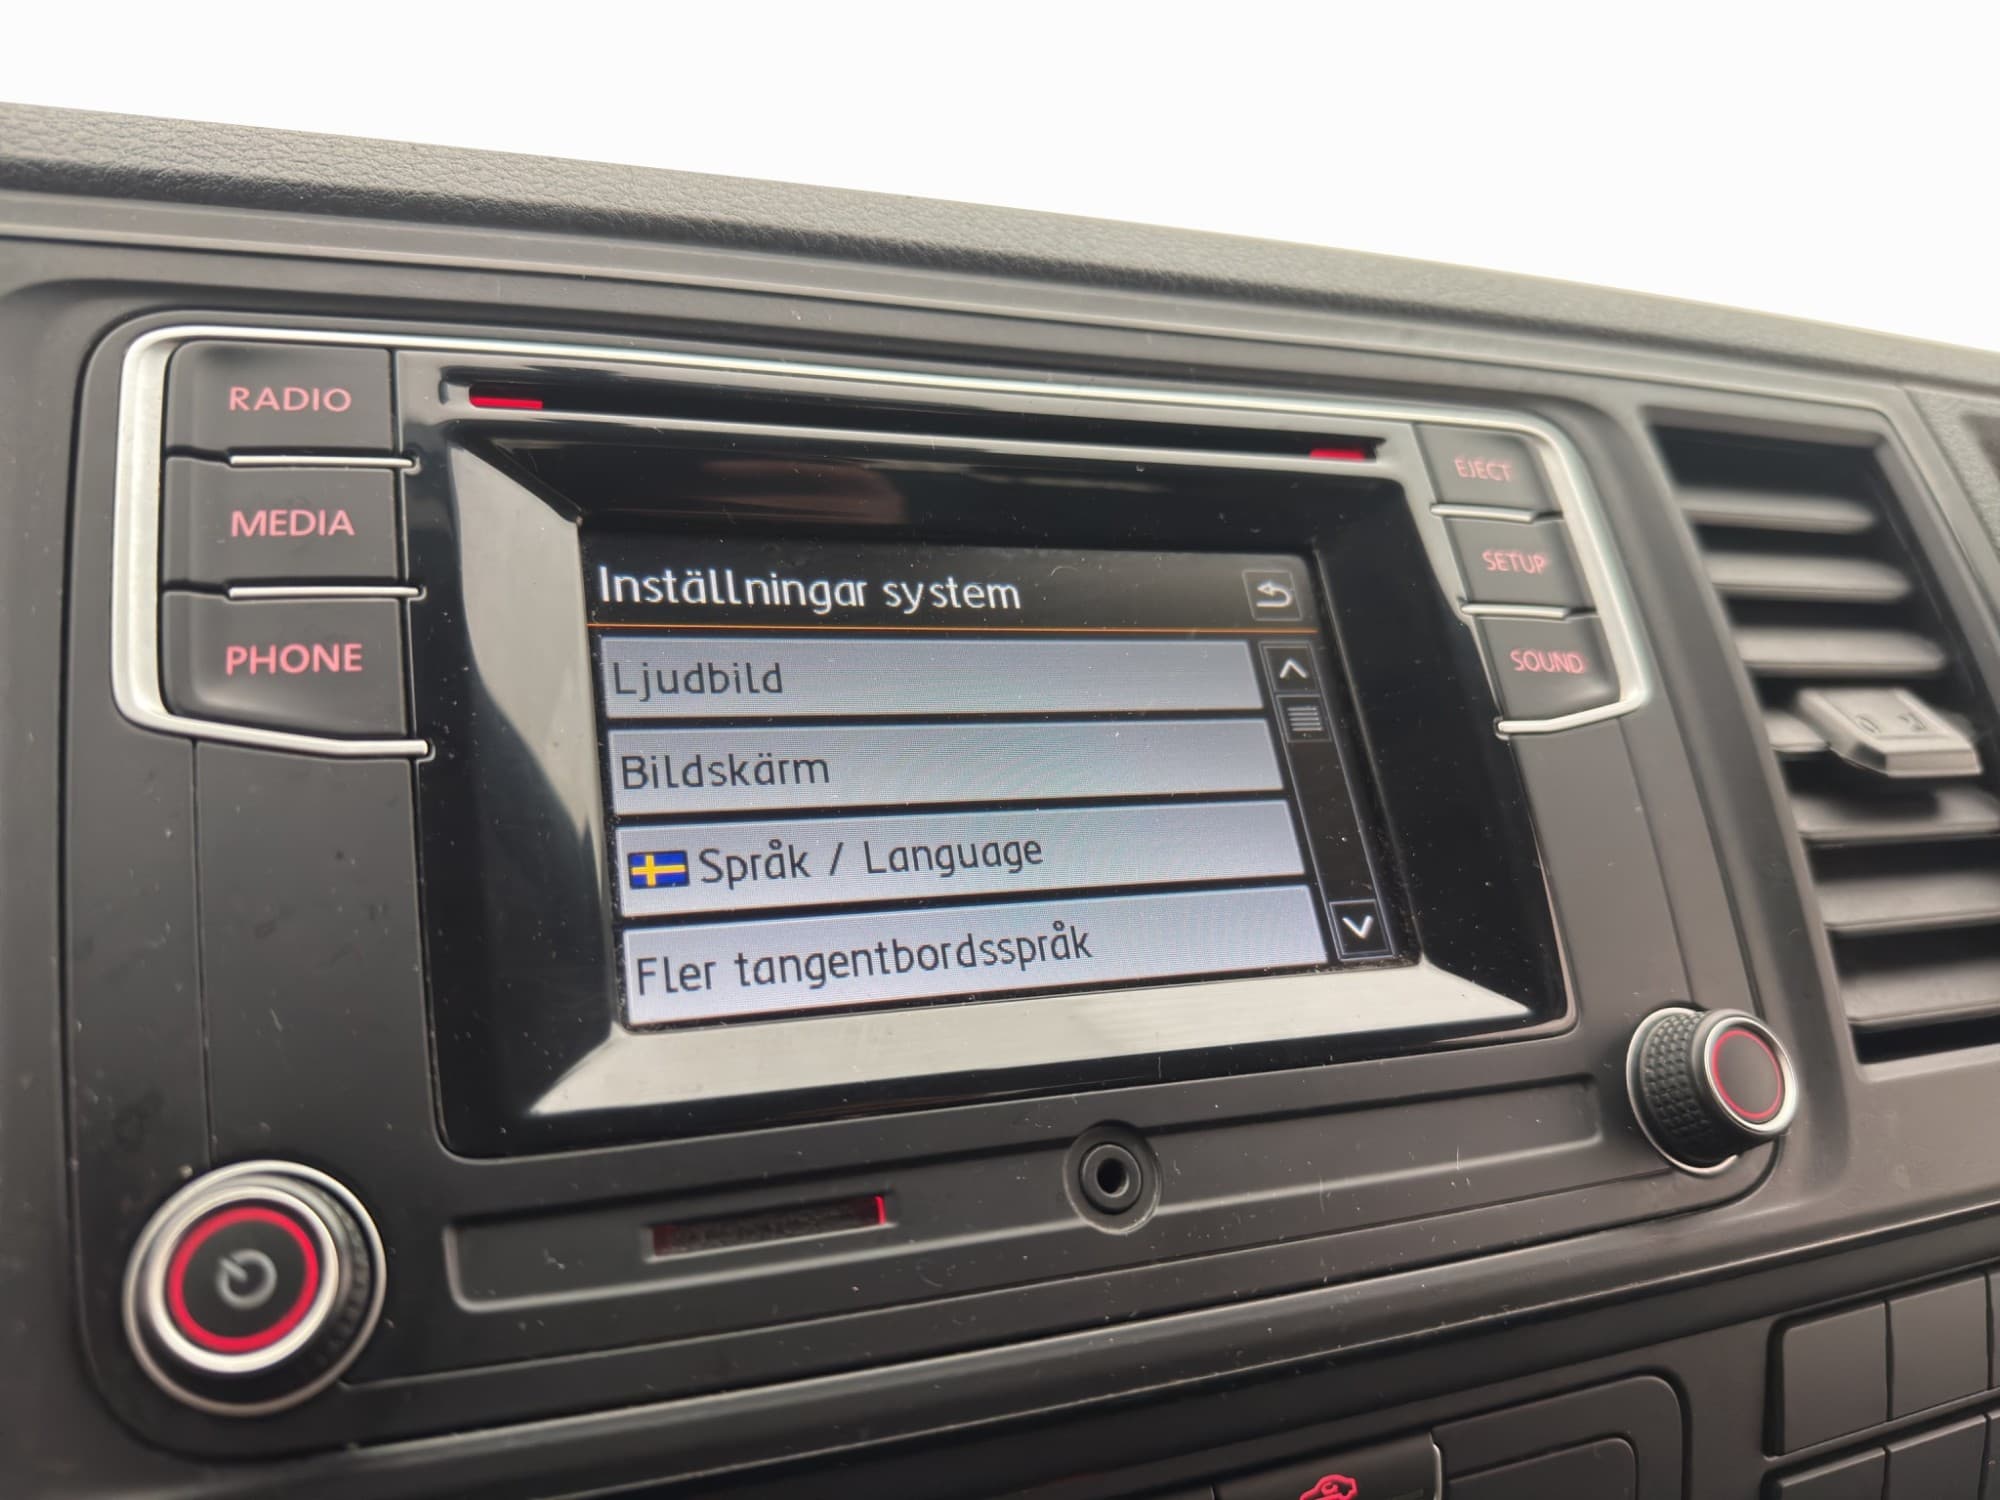 RADIO
MEDIA
PHONE
EJECT
SETUP
SOUND
Inställningar system
Ljudbild
Bildskärm
Språk / Language
Fler tangentbordsspråk